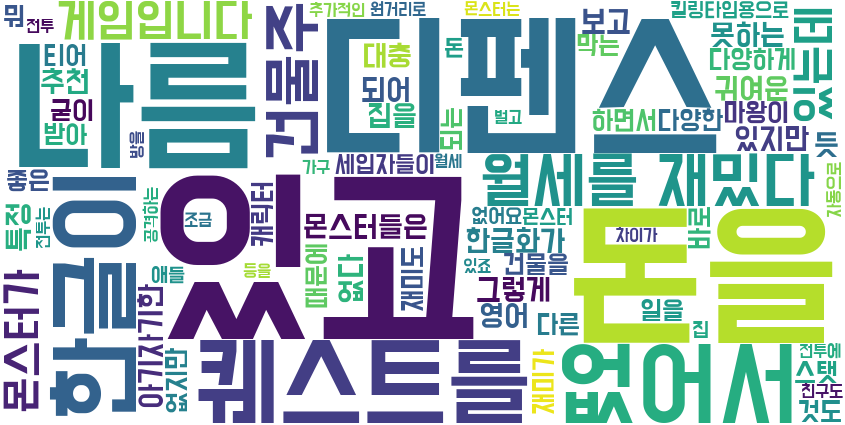 뭐
전투
게임입니다
건물주
추가적인
원거리로
몬스터는
보고
킬링타임용으로
못하는
있는데
티어
추천
굳이
받아
나름
방을
디펜스
대충
돈
되어
집을
되는
벌고
막는
다양하게
귀여운
하면서
다양한
마왕이
있지만
듯
좋은
한글이
있고
가구
세입자들이
월세
월세를
재밌다
자동으로
특정
전투는
공격하는
조금
캐릭터
몬스터들은
없어요
몬스터
돈을
차이가
바로
몬스터가
아기자기한
애들
등을
때문에
없다
재미도
한글화가
있죠
건물을
그렇게
영어
다른
일을
집
없지만
퀘스트를
재미가
없어서
전투에
스탯
친구도
것도